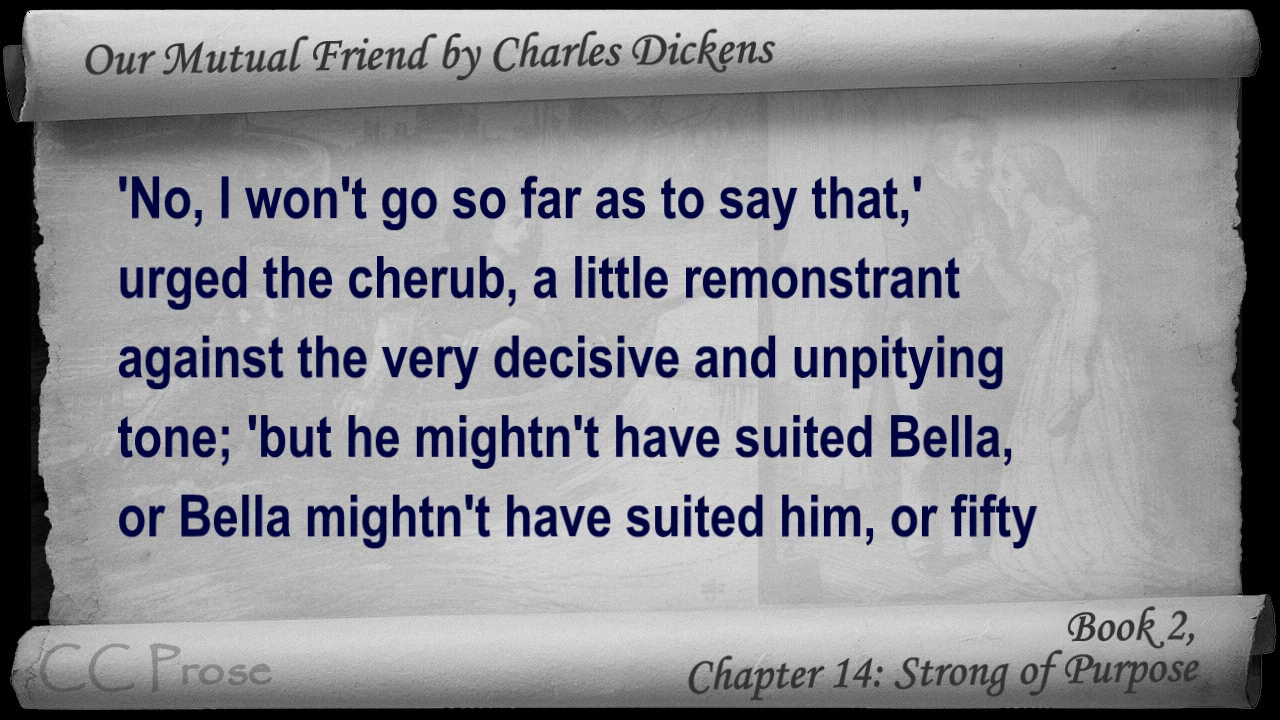 Our Mutual Friend by Charles Dickens
'No, I won't go so far as to say that,'
urged the cherub, a little remonstrant
against the very decisive and unpitying
tone; 'but he mightn't have suited Bella,
or Bella mightn't have suited him, or fifty
Book 2,
Chapter 14: Strong of Purpose
CC Prose